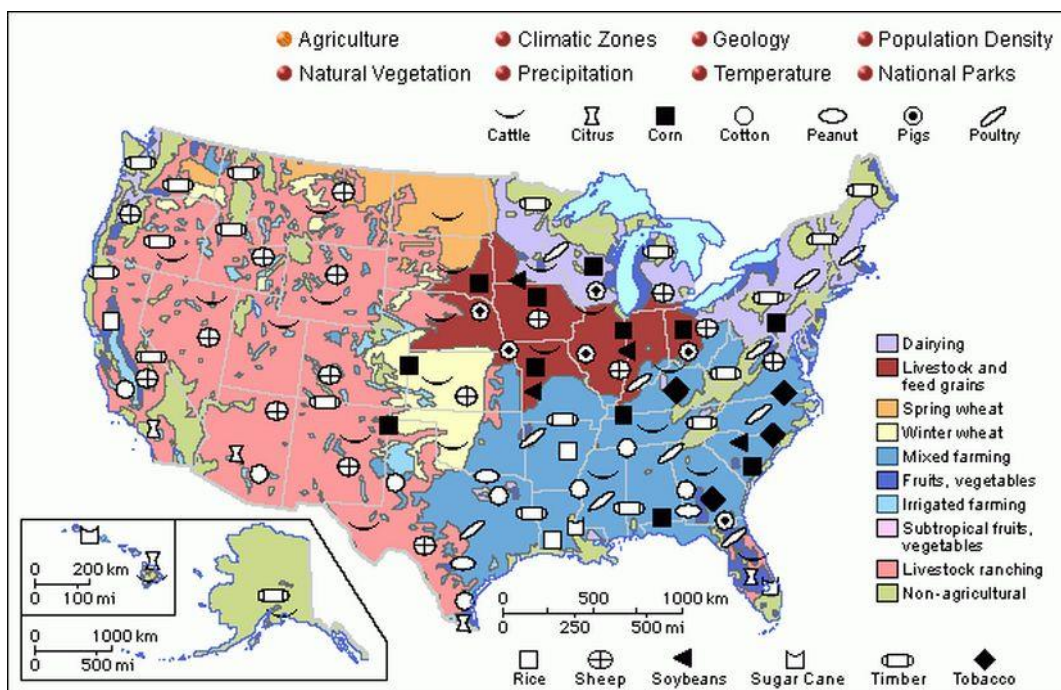 Agriculture Climatic Zones Geology Population Density
Natural Vegetation Precipitation Temperature National Parks
Cattle Citrus Corn Cotton Peanut Pigs Poultry
Dairying
Livestock and
feed grains
Spring wheat
Winter wheat
Mixed farming
Fruits, vegetables
Irrigated farming
Subtropical fruits,
vegetables
Livestock ranching
Non-agricultural
0 200 km
0 100 mi
0 1000 km
0 500 mi
0 500 1000 km
0 250 500 mi
Rice Sheep Soybeans Sugar Cane Timber Tobacco